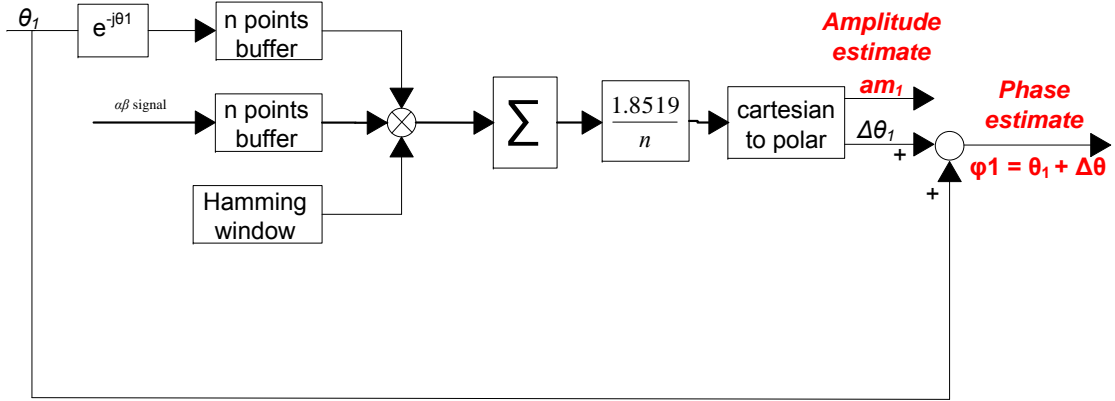 θ₁
e^{-jθ1}
n points
buffer
αβ signal
n points
buffer
Hamming
window
∑
1.8519
n
cartesian
to polar
Amplitude
estimate
am₁
Δθ₁
+
+
Phase
estimate
φ1 = θ₁ + Δθ